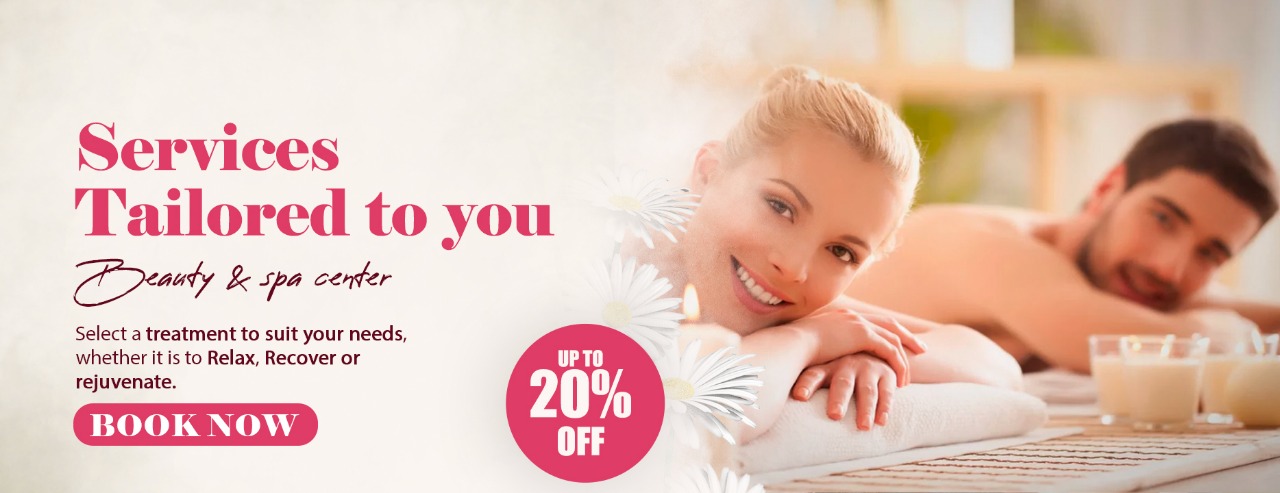 Services
Tailored to you
Beauty & spa center
Select a treatment to suit your needs,
whether it is to Relax, Recover or
rejuvenate.
BOOK NOW
UP TO
20%
OFF